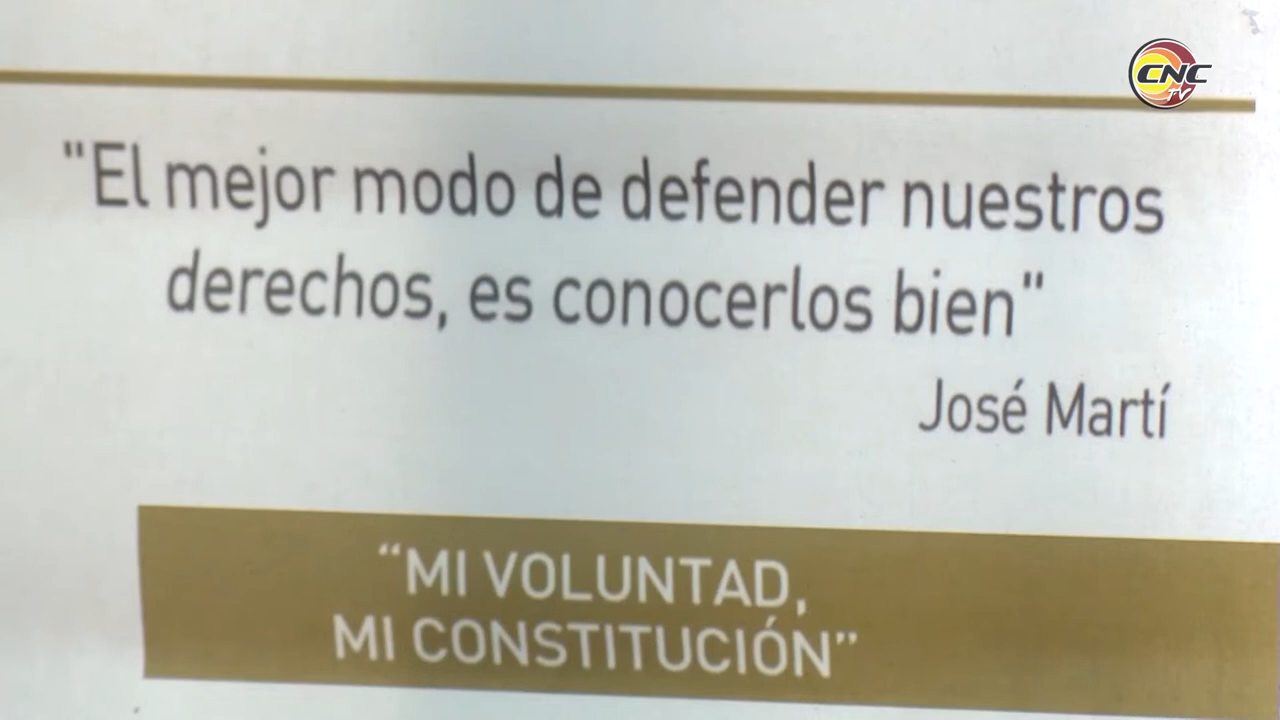 CNC
TV
"El mejor modo de defender nuestros
derechos, es conocerlos bien"
José Martí
“MI VOLUNTAD,
MI CONSTITUCIÓN”